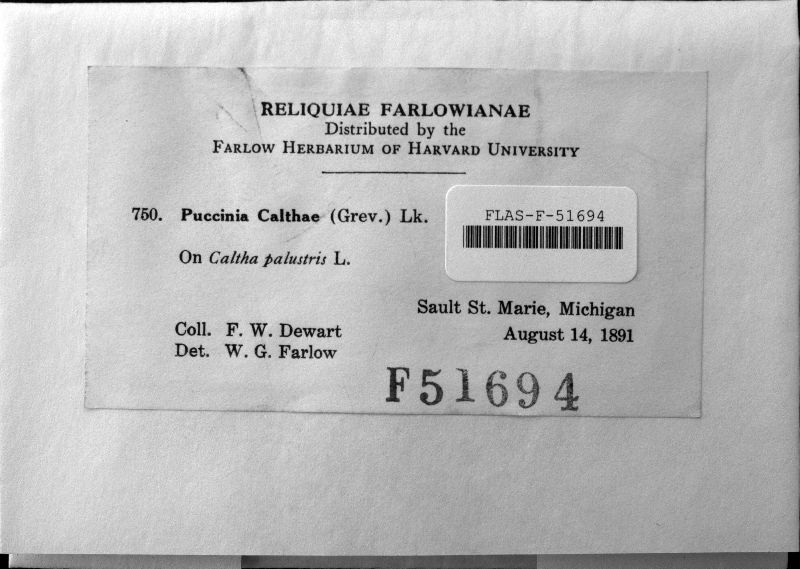 RELIQUIAE FARLOWIANAE
Distributed by the
FARLOW HERBARIUM OF HARVARD UNIVERSITY
750. Puccinia Calthae (Grev.) Lk.
FLAS-F-51694
On Caltha palustris L.
Sault St. Marie, Michigan
August 14, 1891
Coll. F. W. Dewart
Det. W. G. Farlow
F51694